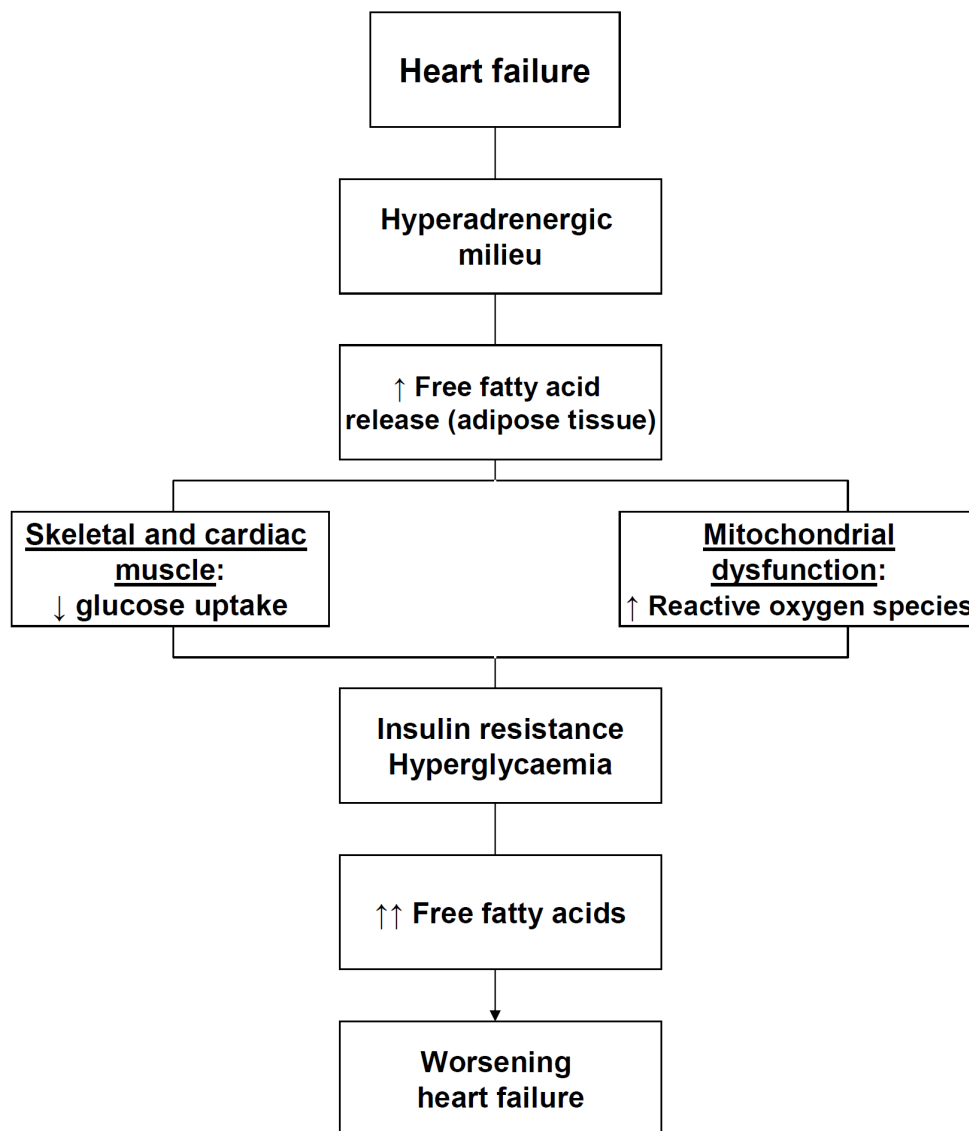 Heart failure
Hyperadrenergic
milieu
↑ Free fatty acid
release (adipose tissue)
Skeletal and cardiac
muscle:
↓ glucose uptake
Mitochondrial
dysfunction:
↑ Reactive oxygen species
Insulin resistance
Hyperglycaemia
↑↑ Free fatty acids
Worsening
heart failure